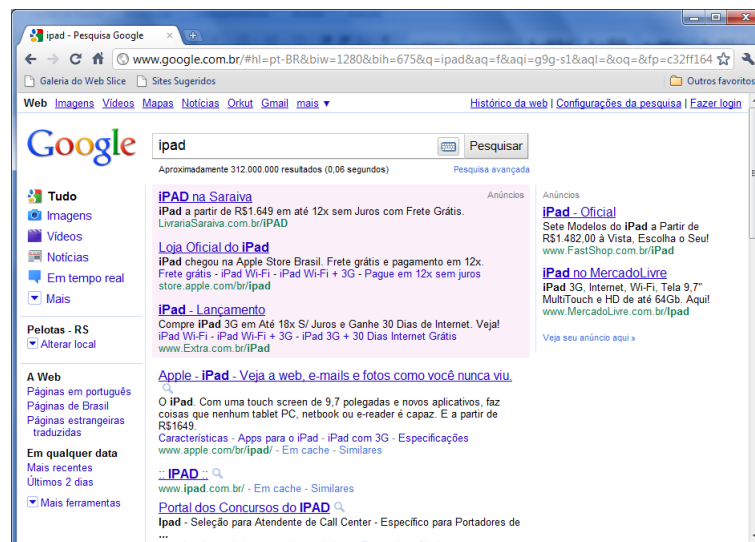 ipad - Pesquisa Google
www.google.com.br/#hl=pt-BR&biw=1280&bih=675&q=ipad&aq=f&aqi=g9g-s1&aql=&oq=&fp=c32ff164
Galeria do Web Slice Sites Sugeridos Outros favoritos
Web Imagens Vídeos Mapas Notícias Orkut Gmail mais ▼ Histórico da web | Configurações da pesquisa | Fazer login
Google
ipad
Pesquisar
Aproximadamente 312.000.000 resultados (0,06 segundos) Pesquisa avançada
Tudo
Imagens
Vídeos
Notícias
Em tempo real
Mais
Pelotas - RS
Alterar local
A Web
Páginas em português
Páginas de Brasil
Páginas estrangeiras
traduzidas
Em qualquer data
Mais recentes
Últimos 2 dias
Mais ferramentas
Anúncios
iPAD na Saraiva
iPad a partir de R$1.649 em até 12x sem Juros com Frete Grátis.
LivrariaSaraiva.com.br/iPAD
Loja Oficial do iPad
iPad chegou na Apple Store Brasil. Frete grátis e pagamento em 12x.
Frete grátis - iPad Wi-Fi - iPad Wi-Fi + 3G - Pague em 12x sem juros
store.apple.com/br/ipad
iPad - Lançamento
Compre iPad 3G em Até 18x S/ Juros e Ganhe 30 Dias de Internet. Veja!
iPad Wi-Fi - iPad Wi-Fi + 3G - iPad 3G + 30 Dias Internet Grátis
www.Extra.com.br/iPad
Apple - iPad - Veja a web, e-mails e fotos como você nunca viu.
O iPad. Com uma touch screen de 9,7 polegadas e novos aplicativos, faz
coisas que nenhum tablet PC, netbook ou e-reader é capaz. E a partir de
R$1649.
Características - Apps para o iPad - iPad com 3G - Especificações
www.apple.com/br/ipad/ - Em cache - Similares
:: IPAD ::
www.ipad.com.br/ - Em cache - Similares
Portal dos Concursos do IPAD
Ipad - Seleção para Atendente de Call Center - Específico para Portadores de
...
Anúncios
iPad - Oficial
Sete Modelos do iPad a Partir de
R$1.482,00 à Vista, Escolha o Seu!
www.FastShop.com.br/iPad
iPad no MercadoLivre
iPad 3G, Internet, Wi-Fi, Tela 9,7"
MultiTouch e HD de até 64Gb. Aqui!
www.MercadoLivre.com.br/Ipad
Veja seu anúncio aqui »